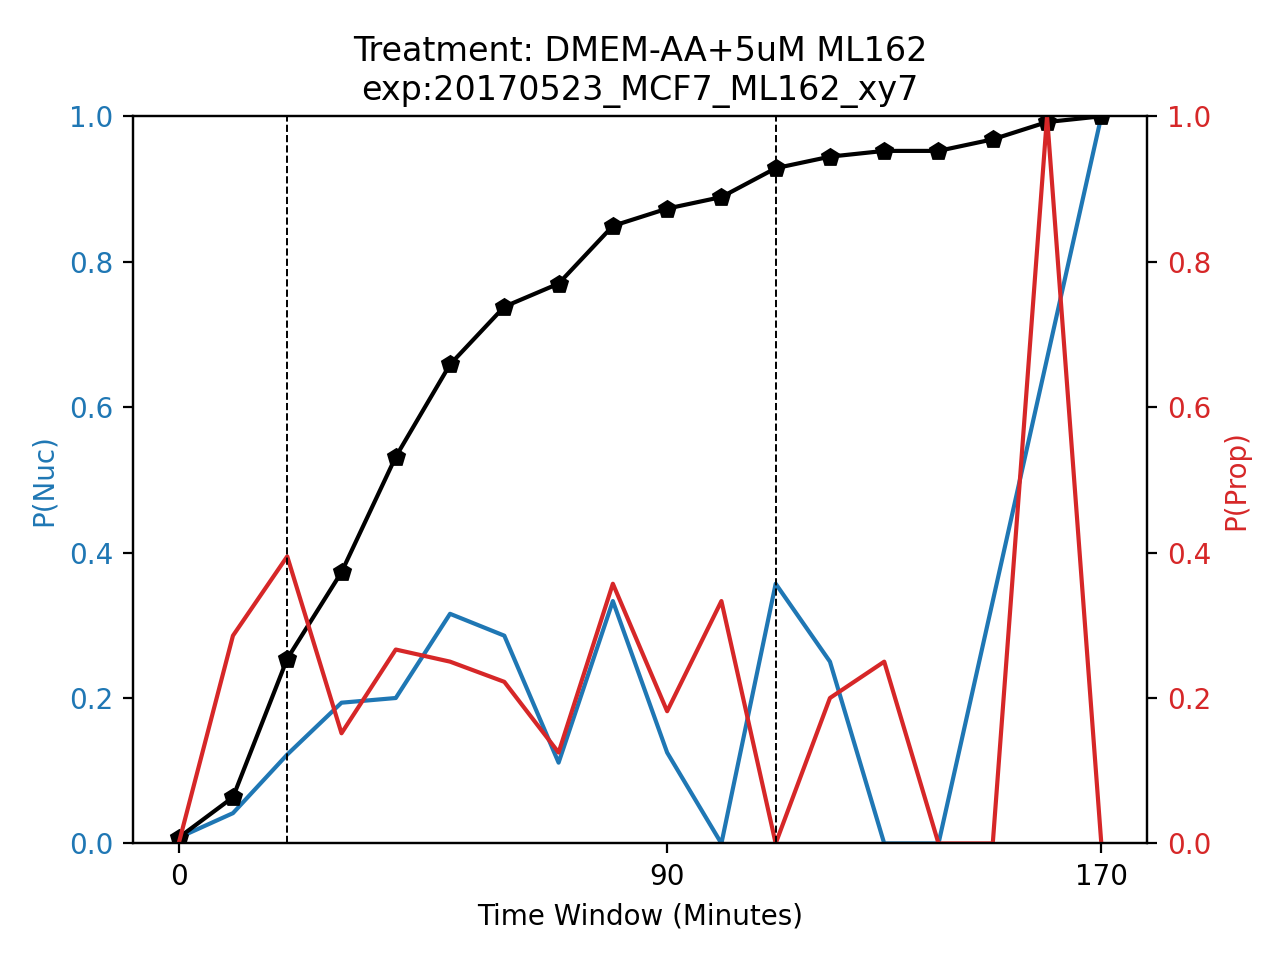 Treatment: DMEM-AA+5uM ML162
exp:20170523_MCF7_ML162_xy7
1.0
0.8
0.6
0.4
0.2
0.0
P(Nuc)
1.0
0.8
0.6
0.4
0.2
0.0
P(Prop)
0 90 170
Time Window (Minutes)